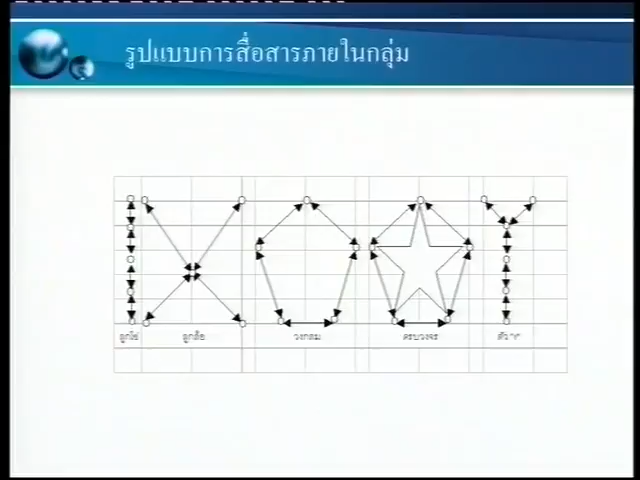 รูปแบบการสื่อสารภายในกลุ่ม
ลูกโซ่ ลูกล้อ วงกลม ครบวงจร ตัว "Y"